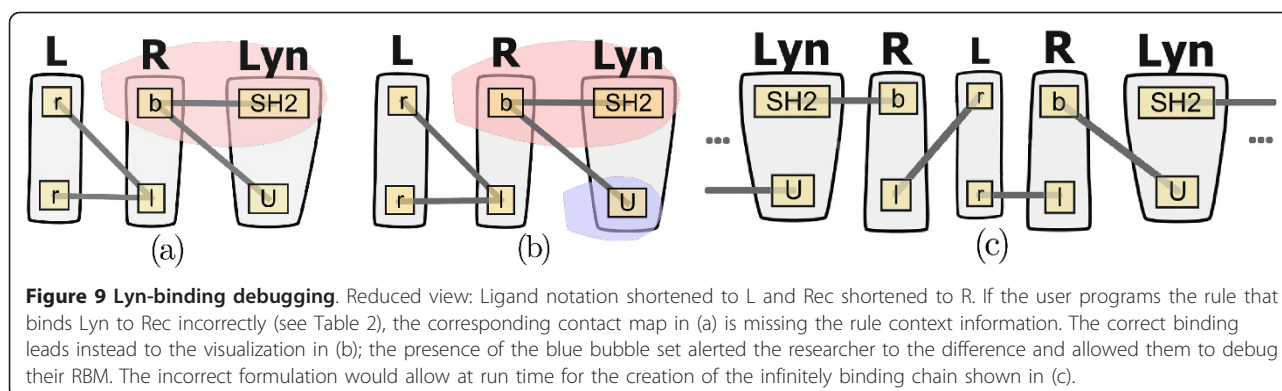 L R Lyn
r b SH2
r l U
(a)
L R Lyn
r b SH2
r l U
(b)
Lyn R L R Lyn
SH2 b r b SH2
... ...
U l r l U
(c)
Figure 9 Lyn-binding debugging. Reduced view: Ligand notation shortened to L and Rec shortened to R. If the user programs the rule that
binds Lyn to Rec incorrectly (see Table 2), the corresponding contact map in (a) is missing the rule context information. The correct binding
leads instead to the visualization in (b); the presence of the blue bubble set alerted the researcher to the difference and allowed them to debug
their RBM. The incorrect formulation would allow at run time for the creation of the infinitely binding chain shown in (c).